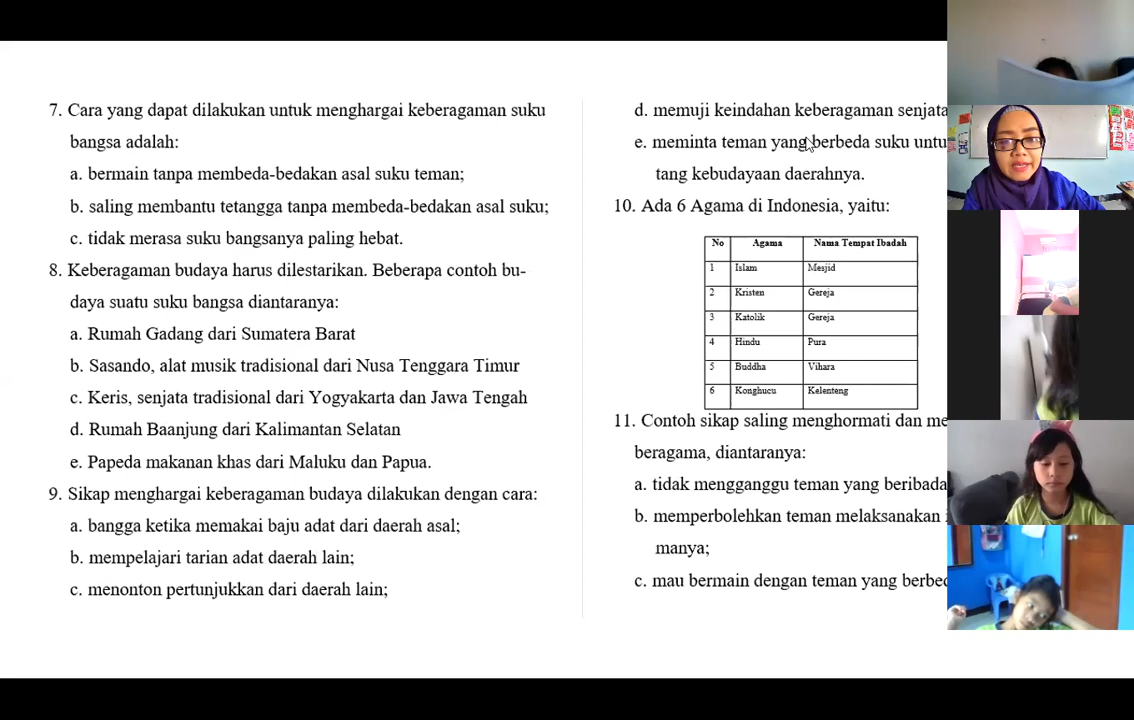 7. Cara yang dapat dilakukan untuk menghargai keberagaman suku
bangsa adalah:
a. bermain tanpa membeda-bedakan asal suku teman;
b. saling membantu tetangga tanpa membeda-bedakan asal suku;
c. tidak merasa suku bangsanya paling hebat.
8. Keberagaman budaya harus dilestarikan. Beberapa contoh bu-
daya suatu suku bangsa diantaranya:
a. Rumah Gadang dari Sumatera Barat
b. Sasando, alat musik tradisional dari Nusa Tenggara Timur
c. Keris, senjata tradisional dari Yogyakarta dan Jawa Tengah
d. Rumah Baanjung dari Kalimantan Selatan
e. Papeda makanan khas dari Maluku dan Papua.
9. Sikap menghargai keberagaman budaya dilakukan dengan cara:
a. bangga ketika memakai baju adat dari daerah asal;
b. mempelajari tarian adat daerah lain;
c. menonton pertunjukkan dari daerah lain;
d. memuji keindahan keberagaman senjata
e. meminta teman yang berbeda suku untu
tang kebudayaan daerahnya.
10. Ada 6 Agama di Indonesia, yaitu:
No Agama Nama Tempat Ibadah
1 Islam Mesjid
2 Kristen Gereja
3 Katolik Gereja
4 Hindu Pura
5 Buddha Vihara
6 Konghucu Kelenteng
11. Contoh sikap saling menghormati dan me
beragama, diantaranya:
a. tidak mengganggu teman yang beribada
b. memperbolehkan teman melaksanakan
manya;
c. mau bermain dengan teman yang berbed